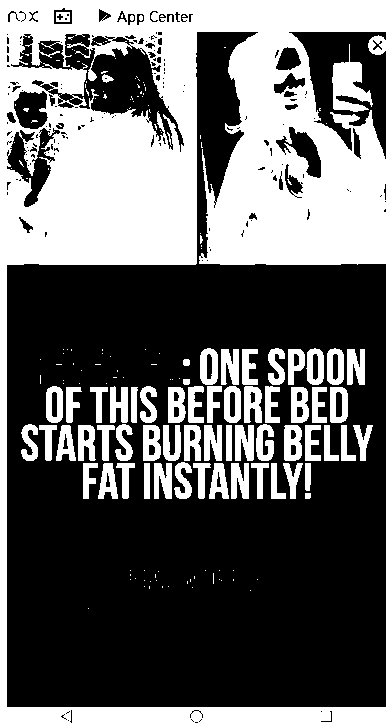 nox App Center
: ONE SPOON
OF THIS BEFORE BED
STARTS BURNING BELLY
FAT INSTANTLY!